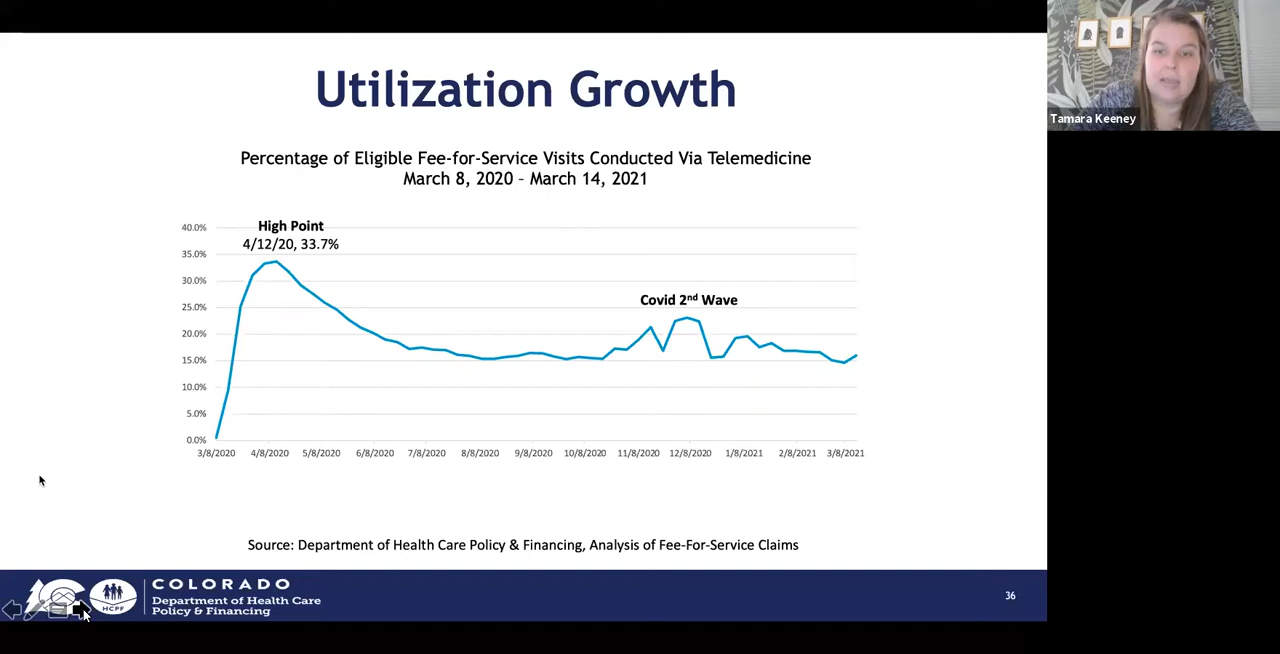 Utilization Growth
Percentage of Eligible Fee-for-Service Visits Conducted Via Telemedicine
March 8, 2020 – March 14, 2021
High Point
4/12/20, 33.7%
Covid 2nd Wave
40.0%
35.0%
30.0%
25.0%
20.0%
15.0%
10.0%
5.0%
0.0%
3/8/2020 4/8/2020 5/8/2020 6/8/2020 7/8/2020 8/8/2020 9/8/2020 10/8/2020 11/8/2020 12/8/2020 1/8/2021 2/8/2021 3/8/2021
Source: Department of Health Care Policy & Financing, Analysis of Fee-For-Service Claims
HCPF
COLORADO
Department of Health Care
Policy & Financing
36
Tamara Keeney